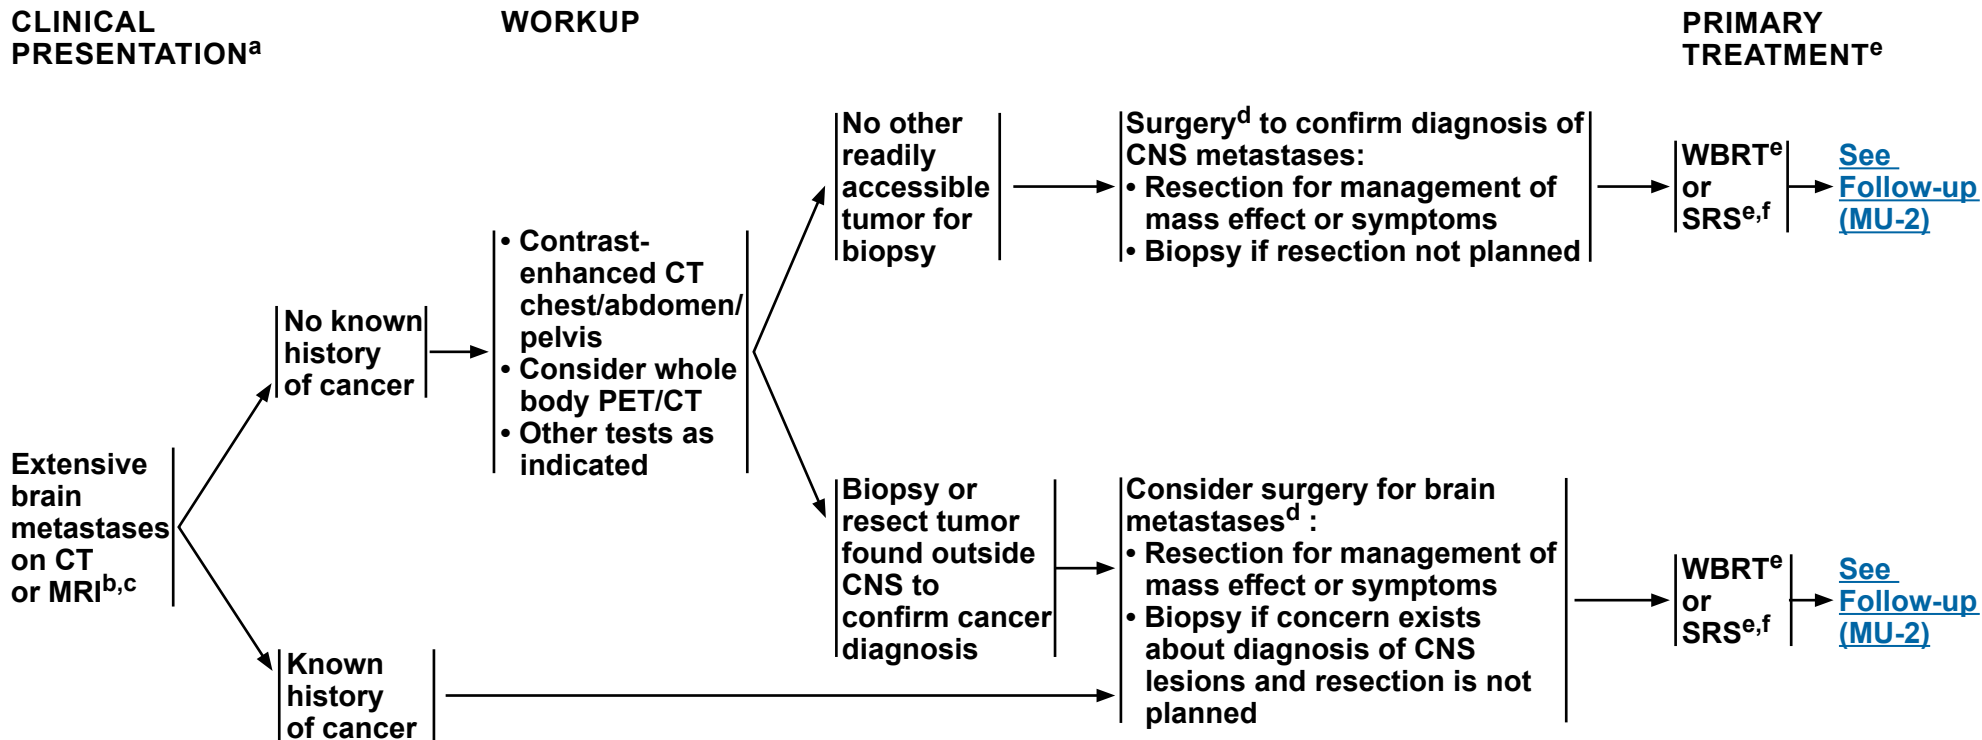 CLINICAL
PRESENTATIONa
WORKUP
PRIMARY
TREATMENTe
Extensive
brain
metastases
on CT
or MRIb,c
No known
history
of cancer
Known
history
of cancer
• Contrast-
enhanced CT
chest/abdomen/
pelvis
• Consider whole
body PET/CT
• Other tests as
indicated
No other
readily
accessible
tumor for
biopsy
Biopsy or
resect tumor
found outside
CNS to
confirm cancer
diagnosis
Surgeryd to confirm diagnosis of
CNS metastases:
• Resection for management of
mass effect or symptoms
• Biopsy if resection not planned
Consider surgery for brain
metastasesd :
• Resection for management of
mass effect or symptoms
• Biopsy if concern exists
about diagnosis of CNS
lesions and resection is not
planned
WBRTe
or
SRSe,f
See
Follow-up
(MU-2)
WBRTe
or
SRSe,f
See
Follow-up
(MU-2)